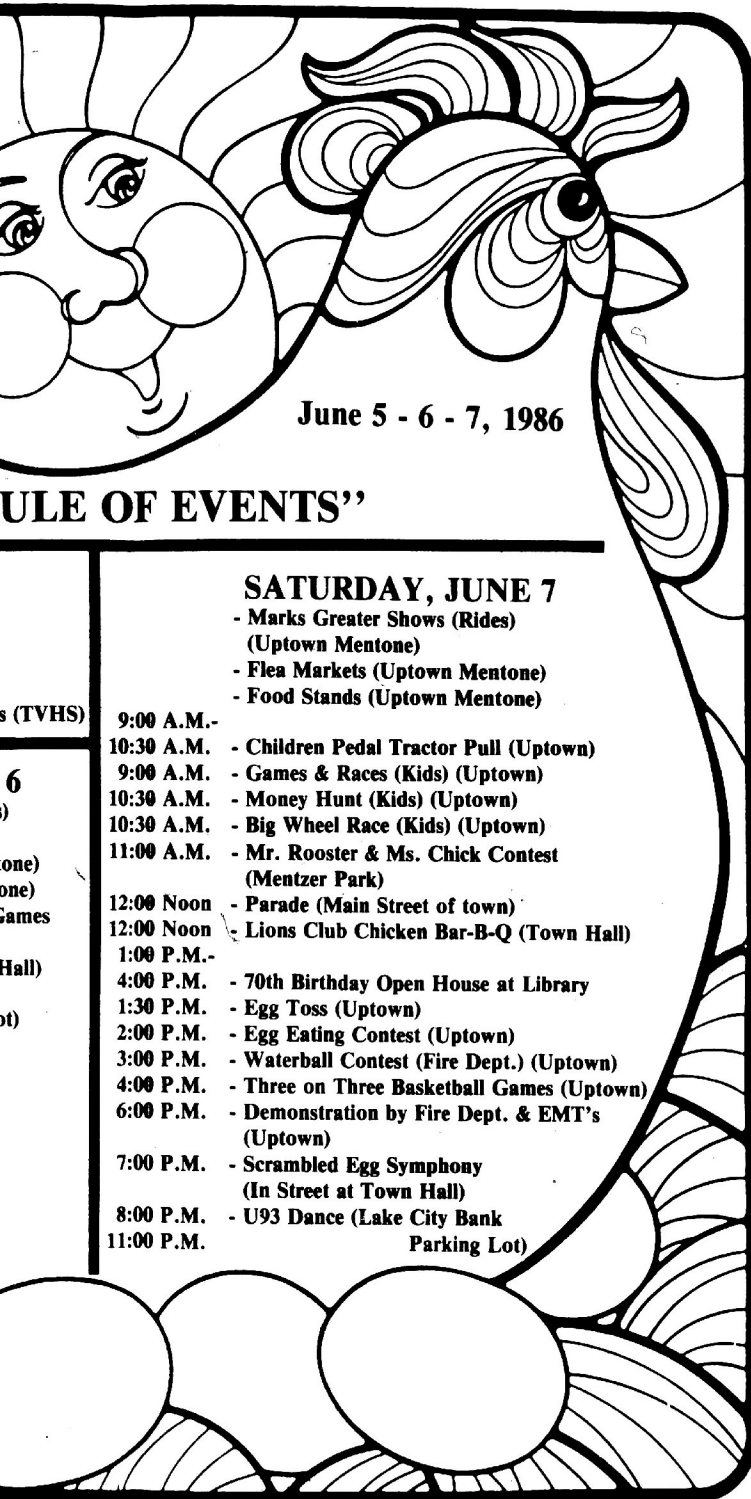 June 5 - 6 - 7, 1986
ULE OF EVENTS”
s (TVHS)
6
s)
one)
one)
Games
Hall)
ot)
SATURDAY, JUNE 7
- Marks Greater Shows (Rides)
(Uptown Mentone)
- Flea Markets (Uptown Mentone)
- Food Stands (Uptown Mentone)
9:00 A.M.-
10:30 A.M. - Children Pedal Tractor Pull (Uptown)
9:00 A.M. - Games & Races (Kids) (Uptown)
10:30 A.M. - Money Hunt (Kids) (Uptown)
10:30 A.M. - Big Wheel Race (Kids) (Uptown)
11:00 A.M. - Mr. Rooster & Ms. Chick Contest
(Mentzer Park)
12:00 Noon - Parade (Main Street of town)
12:00 Noon - Lions Club Chicken Bar-B-Q (Town Hall)
1:00 P.M.-
4:00 P.M. - 70th Birthday Open House at Library
1:30 P.M. - Egg Toss (Uptown)
2:00 P.M. - Egg Eating Contest (Uptown)
3:00 P.M. - Waterball Contest (Fire Dept.) (Uptown)
4:00 P.M. - Three on Three Basketball Games (Uptown)
6:00 P.M. - Demonstration by Fire Dept. & EMT’s
(Uptown)
7:00 P.M. - Scrambled Egg Symphony
(In Street at Town Hall)
8:00 P.M. - U93 Dance (Lake City Bank
11:00 P.M. Parking Lot)